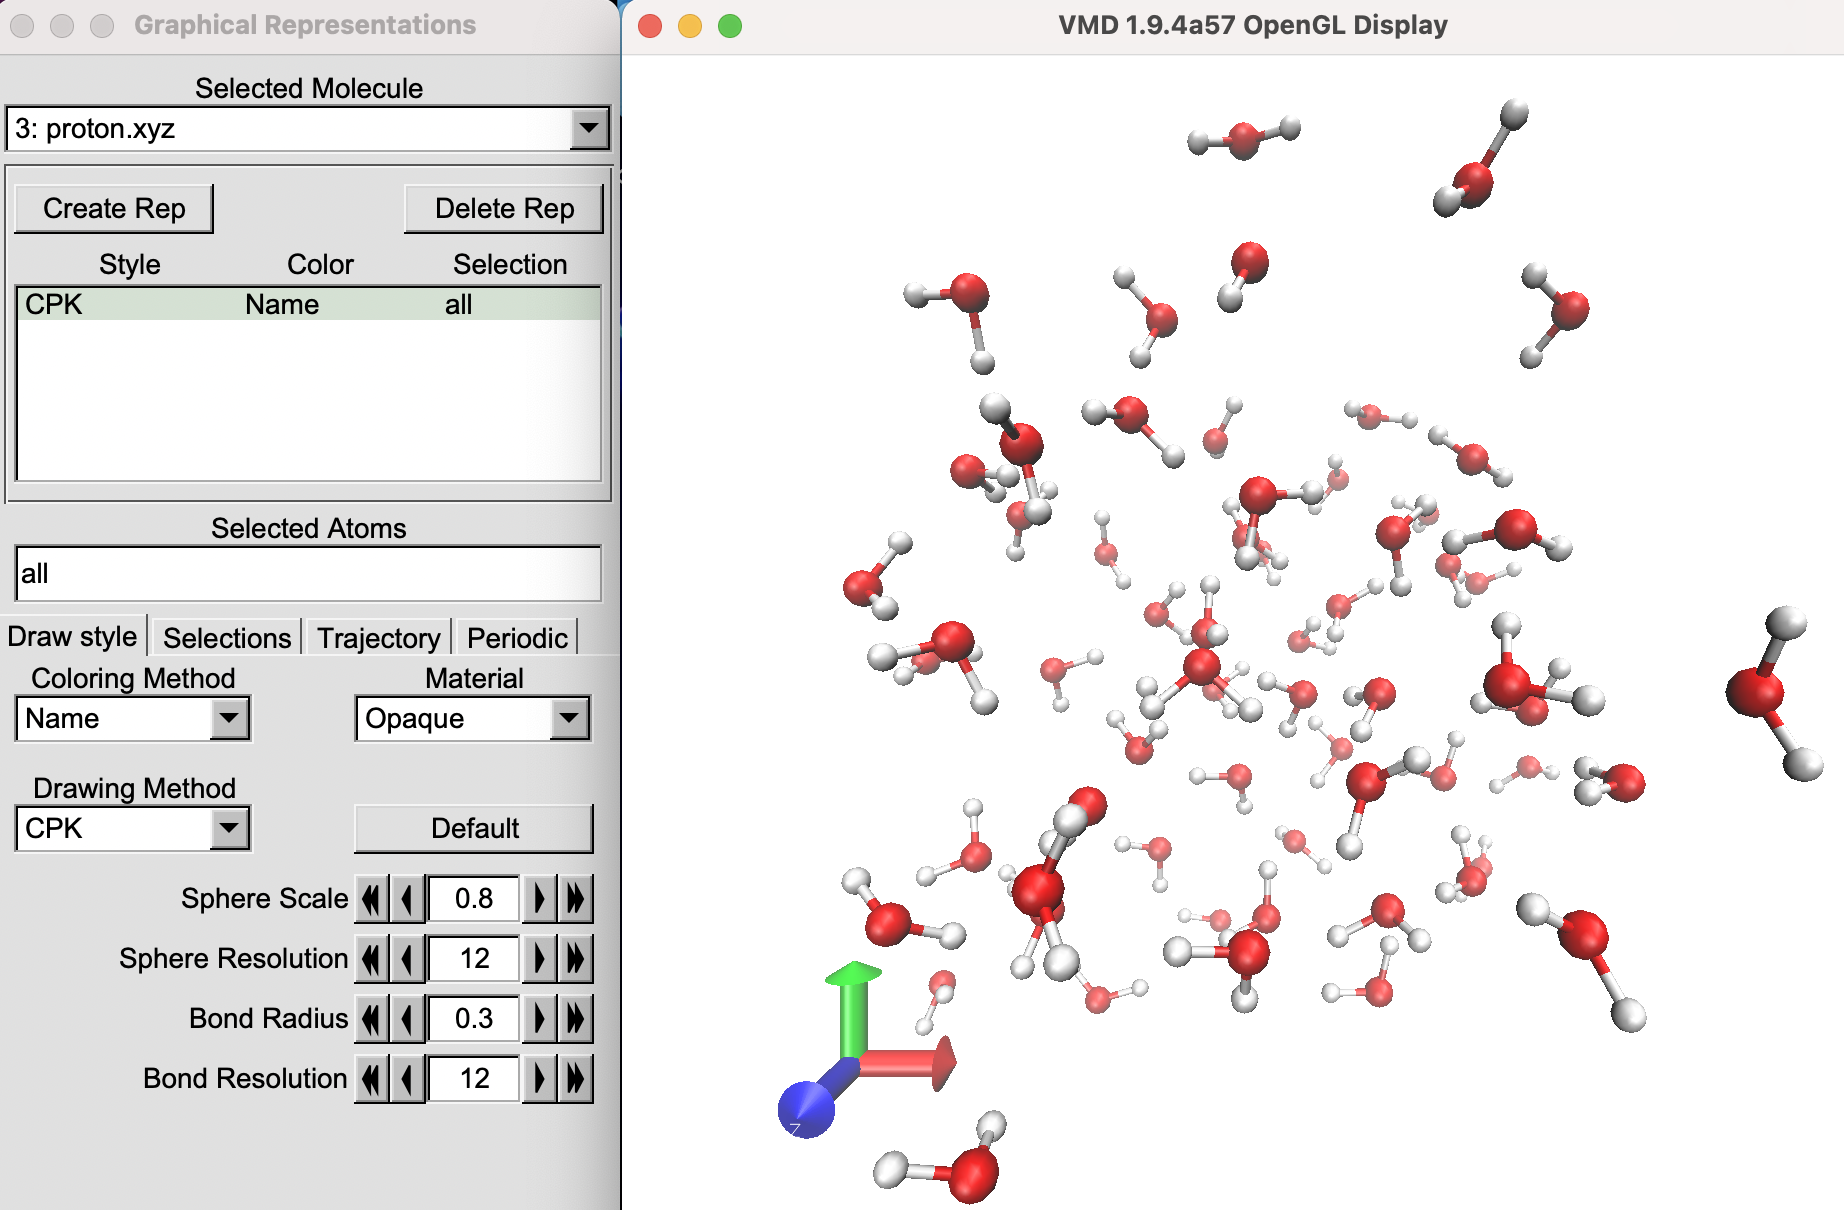 Graphical Representations
VMD 1.9.4a57 OpenGL Display
Selected Molecule
3: proton.xyz
Create Rep
Delete Rep
Style Color Selection
CPK Name all
Selected Atoms
all
Draw style Selections Trajectory Periodic
Coloring Method Material
Name Opaque
Drawing Method
CPK Default
Sphere Scale 0.8
Sphere Resolution 12
Bond Radius 0.3
Bond Resolution 12
z